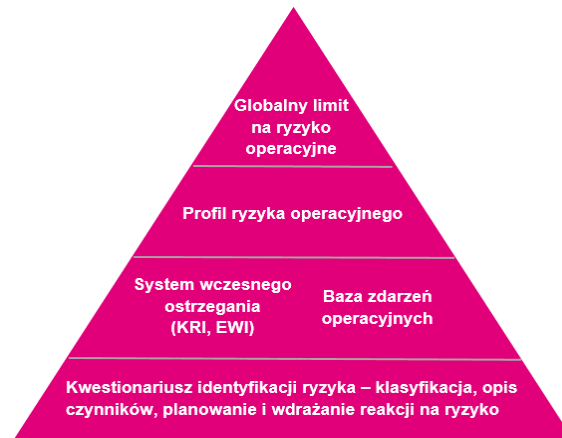 Globalny limit
na ryzyko
operacyjne
Profil ryzyka operacyjnego
System wczesnego
ostrzegania
(KRI, EWI)
Baza zdarzeń
operacyjnych
Kwestionariusz identyfikacji ryzyka – klasyfikacja, opis
czynników, planowanie i wdrażanie reakcji na ryzyko